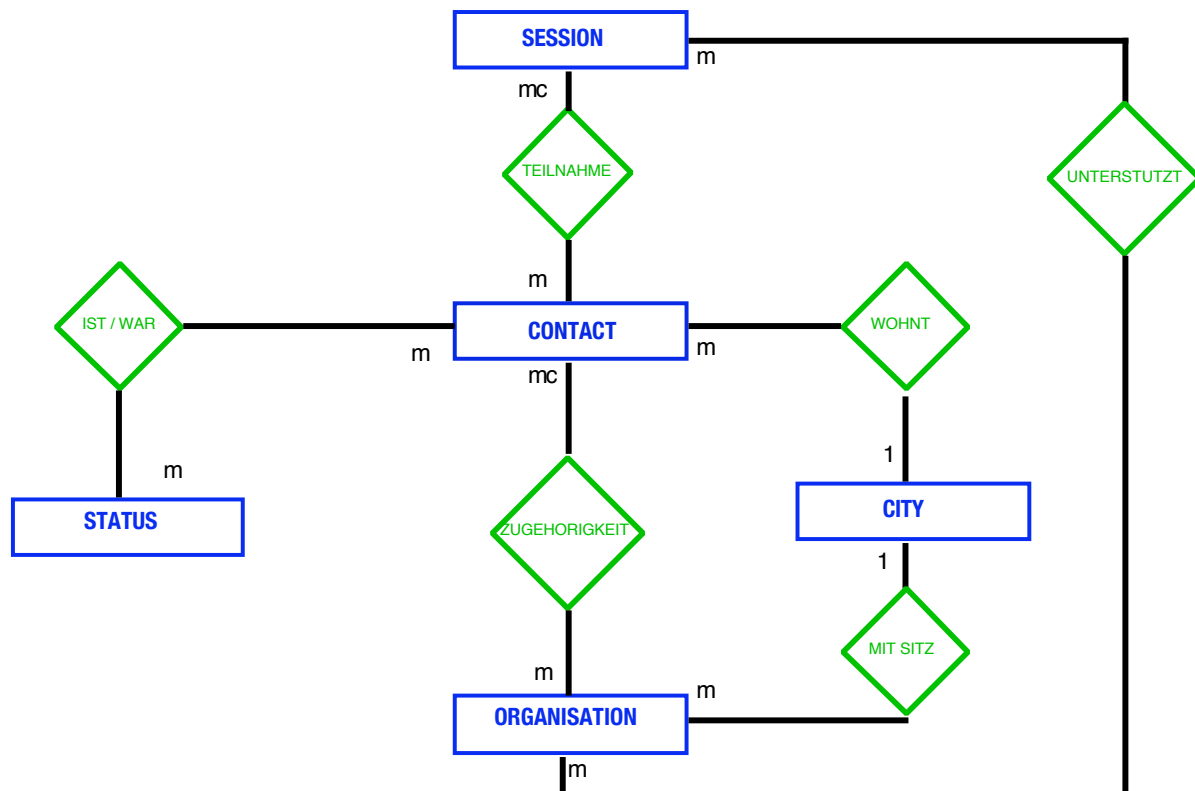 SESSION
m
mc
TEILNAHME
UNTERSTUTZT
m
IST / WAR
CONTACT
WOHNT
m
m
mc
1
m
STATUS
CITY
ZUGEHORIGKEIT
1
MIT SITZ
m
m
ORGANISATION
m